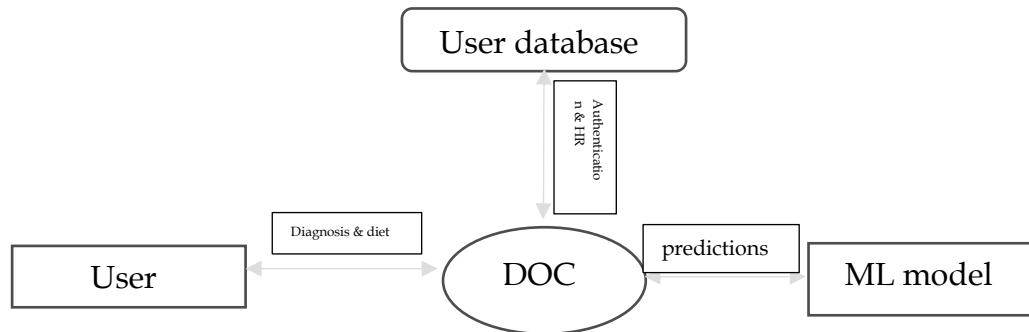 User database
Authenticatio
n & HR
Diagnosis & diet
predictions
User
DOC
ML model